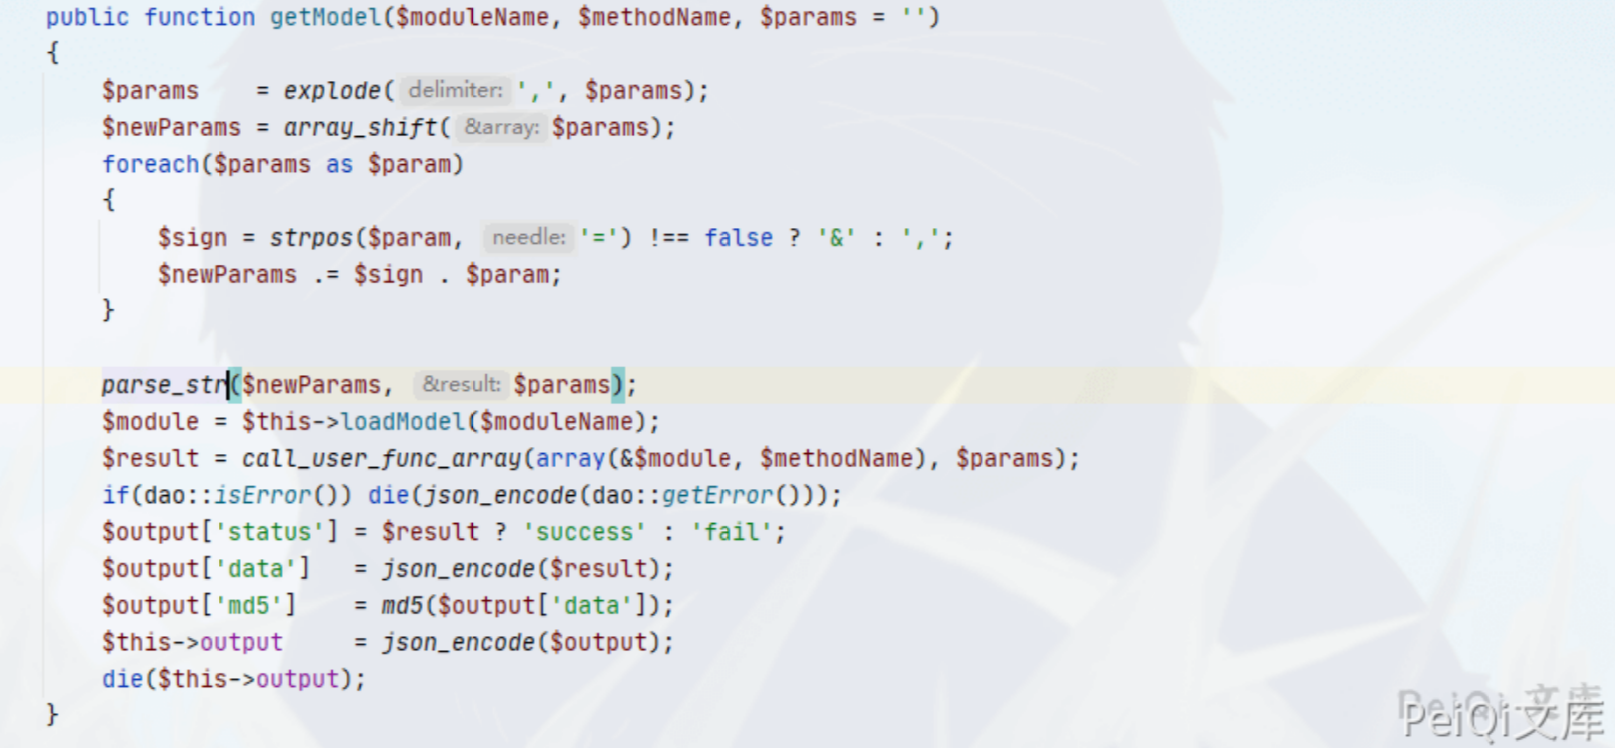 public function getModel($moduleName, $methodName, $params = '')
{
    $params    = explode( delimiter: ',', $params);
    $newParams = array_shift( &array: $params);
    foreach($params as $param)
    {
        $sign = strpos($param, needle: '=') !== false ? '&' : ',';
        $newParams .= $sign . $param;
    }

    parse_str($newParams, &result: $params);
    $module = $this->loadModel($moduleName);
    $result = call_user_func_array(array(&$module, $methodName), $params);
    if(dao::isError()) die(json_encode(dao::getError()));
    $output['status'] = $result ? 'success' : 'fail';
    $output['data']   = json_encode($result);
    $output['md5']    = md5($output['data']);
    $this->output     = json_encode($output);
    die($this->output);
}
PeiQi 文库
PeiQi文库